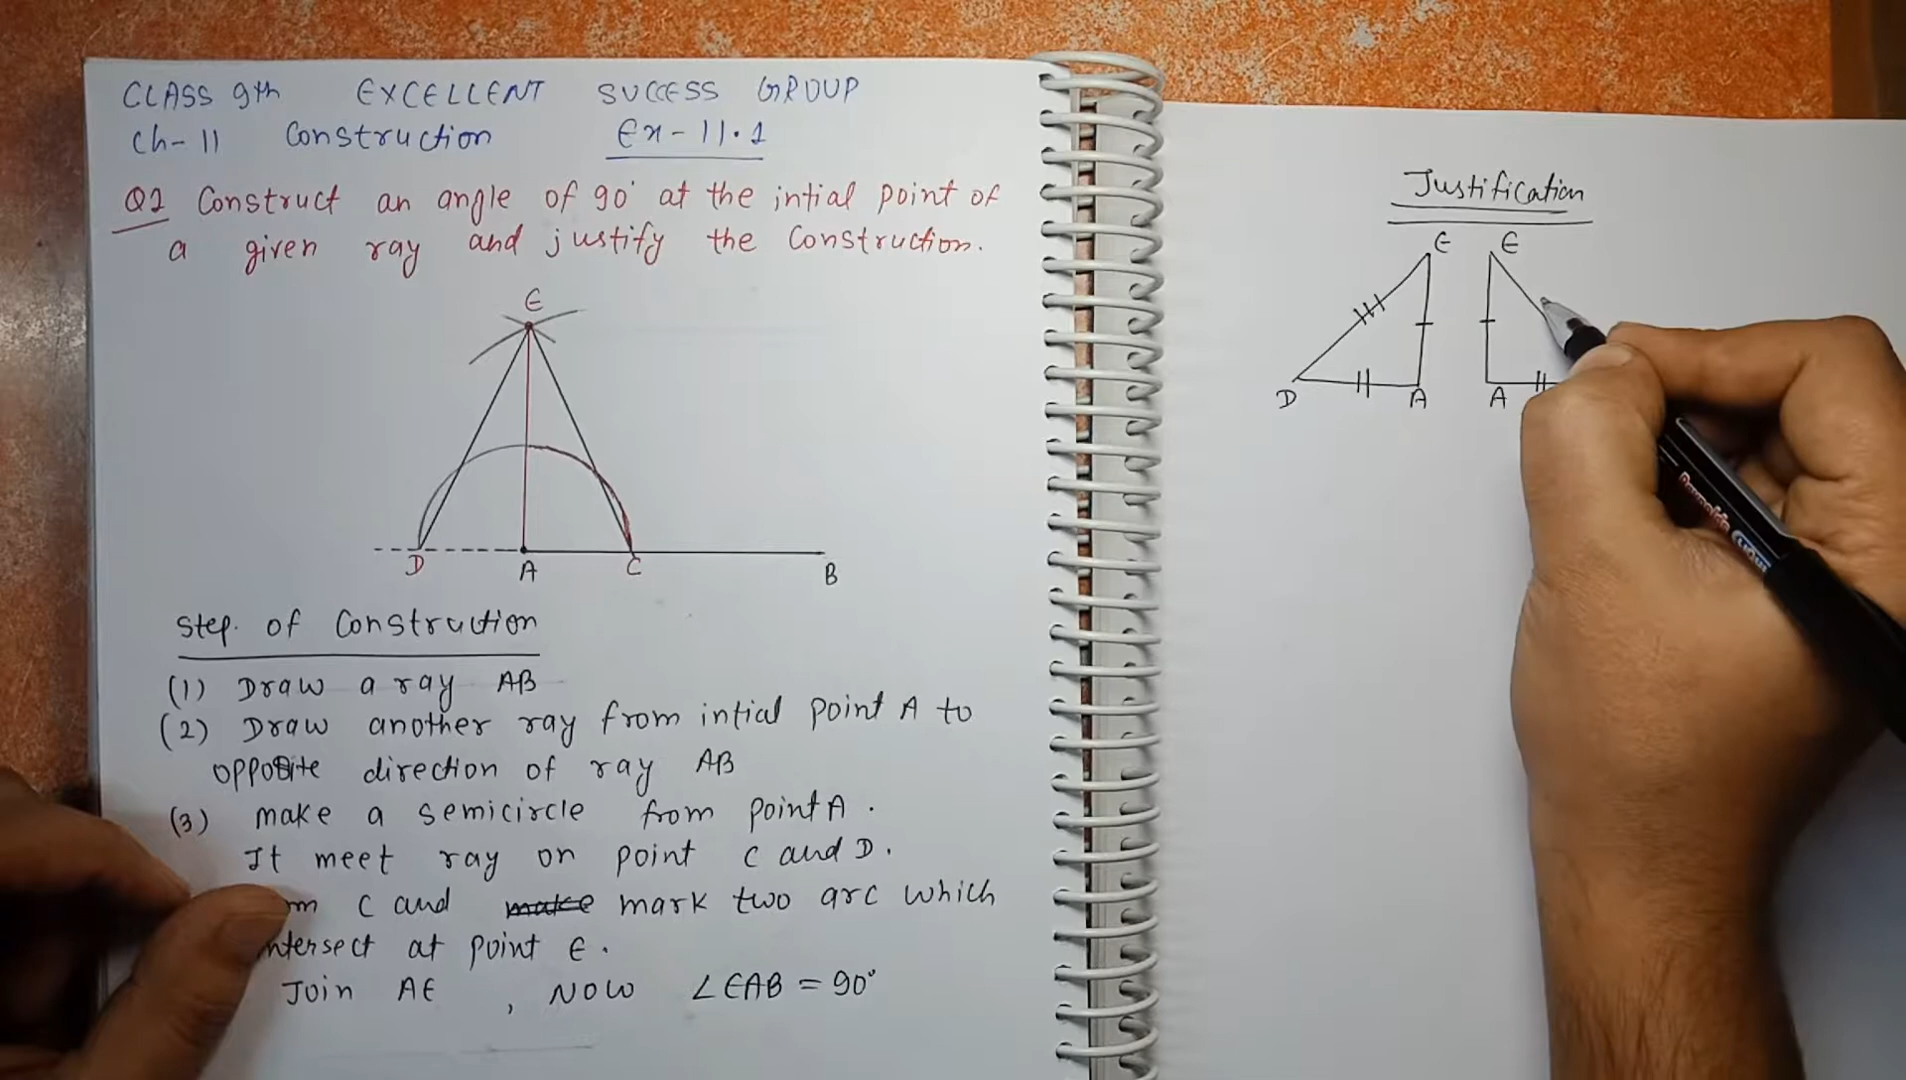 CLASS 9th EXCELLENT SUCCESS GROUP
Ch-11 Construction Ex-11.1
Q1 Construct an angle of 90° at the intial point of
a given ray and justify the Construction.
E
D A C B
Step. of Construction
(1) Draw a ray AB
(2) Draw another ray from intial point A to
opposite direction of ray AB
(3) make a semicircle from point A.
It meet ray on point C and D.
C and make mark two arc which
intersect at point E.
Join AE, NOW ∠EAB = 90°
Justification
E E
D A A
Reynolds